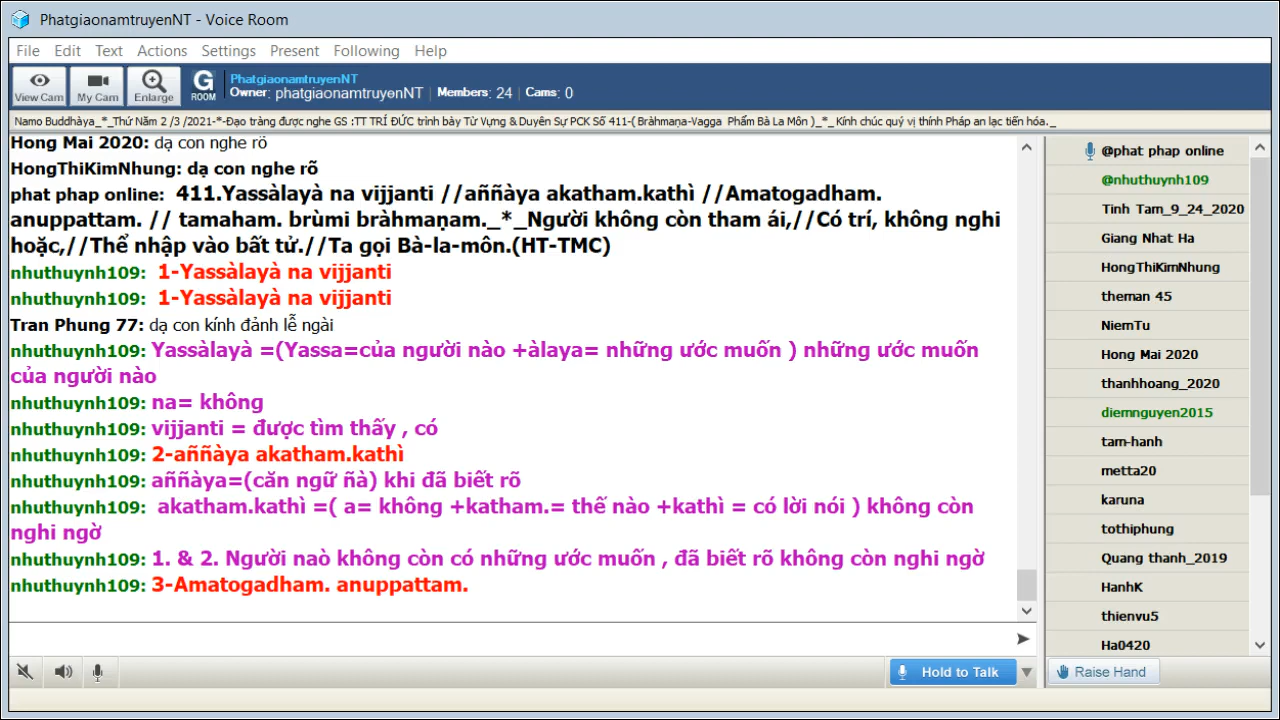 PhatgiaonamtruyenNT - Voice Room
File Edit Text Actions Settings Present Following Help
View Cam My Cam Enlarge G ROOM
PhatgiaonamtruyenNT
Owner: phatgiaonamtruyenNT | Members: 24 | Cams: 0
Namo Buddhàya_*_Thứ Năm 2 /3 /2021-*-Đạo tràng được nghe GS :TT TRÍ ĐỨC trình bày Từ Vựng & Duyên Sự PCK Số 411-( Bràhmaṇa-Vagga Phẩm Bà La Môn )_*_ Kính chúc quý vị thính Pháp an lạc tiến hóa._
Hong Mai 2020: dạ con nghe rõ
HongThiKimNhung: dạ con nghe rõ
phat phap online: 411.Yassàlayà na vijjanti //aññàya akatham.kathì //Amatogadham.
anuppattam. // tamaham. brùmi bràhmaṇam._*_Người không còn tham ái,//Có trí, không nghi
hoặc,//Thể nhập vào bất tử.//Ta gọi Bà-la-môn.(HT-TMC)
nhuthuynh109: 1-Yassàlayà na vijjanti
nhuthuynh109: 1-Yassàlayà na vijjanti
Tran Phung 77: dạ con kính đảnh lễ ngài
nhuthuynh109: Yassàlayà =(Yassa=của người nào +àlaya= những ước muốn ) những ước muốn
của người nào
nhuthuynh109: na= không
nhuthuynh109: vijjanti = được tìm thấy , có
nhuthuynh109: 2-aññàya akatham.kathì
nhuthuynh109: aññàya=(căn ngữ ñà) khi đã biết rõ
nhuthuynh109: akatham.kathì =( a= không +katham.= thế nào +kathì = có lời nói ) không còn
nghi ngờ
nhuthuynh109: 1. & 2. Người naò không còn có những ước muốn , đã biết rõ không còn nghi ngờ
nhuthuynh109: 3-Amatogadham. anuppattam.
Hold to Talk
@phat phap online
@nhuthuynh109
Tinh Tam_9_24_2020
Giang Nhat Ha
HongThiKimNhung
theman 45
NiemTu
Hong Mai 2020
thanhhoang_2020
diemnguyen2015
tam-hanh
metta20
karuna
tothiphung
Quang thanh_2019
HanhK
thienvu5
Ha0420
Raise Hand